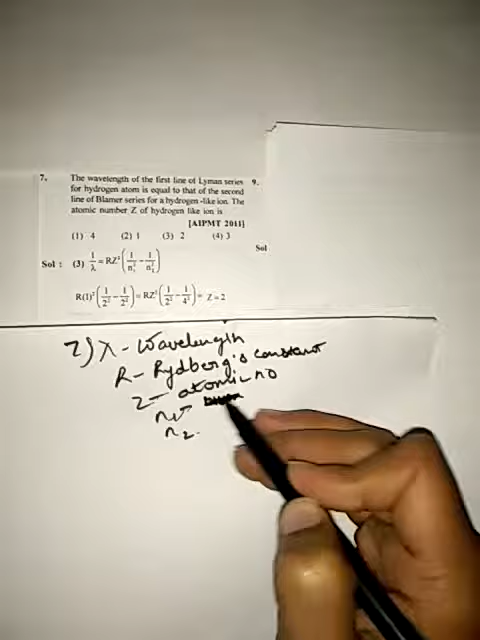 7. The wavelength of the first line of Lyman series
for hydrogen atom is equal to that of the second
line of Blamer series for a hydrogen -like ion. The
atomic number Z of hydrogen like ion is
[AIPMT 2011]
(1) 4 (2) 1 (3) 2 (4) 3
Sol : (3) 1/λ = RZ² (1/n₁² - 1/n₂²)
R(1)² (1/2² - 1/2²) = RZ² (1/2² - 1/4²) = Z = 2
9.
Sol
7) λ - Wavelength
R - Rydberg's constant
Z - atomic no
n₁
n₂ -